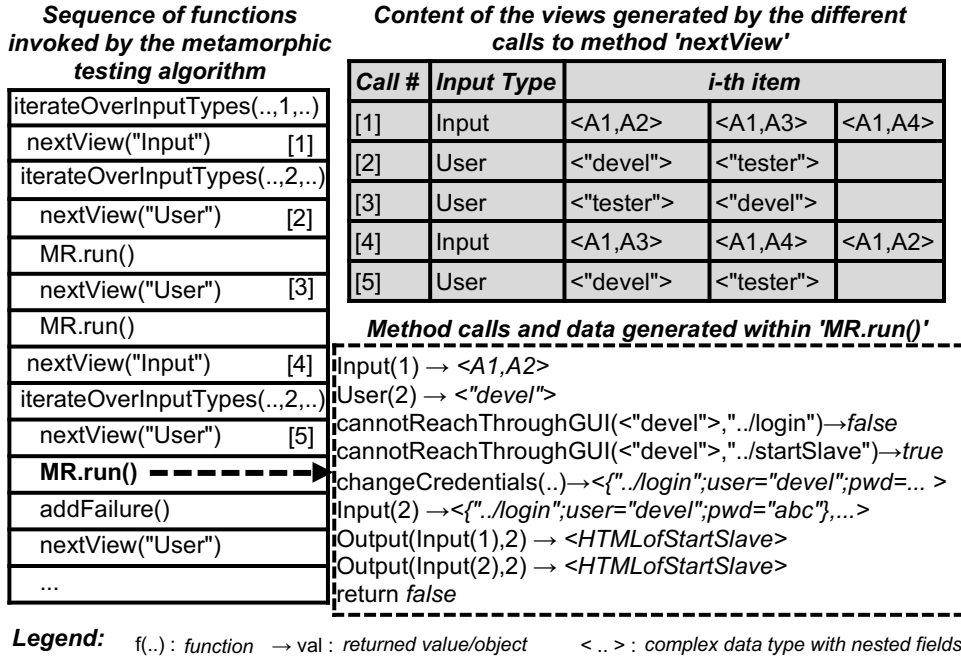 Sequence of functions
invoked by the metamorphic
testing algorithm
iterateOverInputTypes(..,1,..)
nextView("Input") [1]
iterateOverInputTypes(..,2,..)
nextView("User") [2]
MR.run()
nextView("User") [3]
MR.run()
nextView("Input") [4]
iterateOverInputTypes(..,2,..)
nextView("User") [5]
MR.run()
addFailure()
nextView("User")
...
Content of the views generated by the different
calls to method 'nextView'
Call # Input Type i-th item
[1] Input <A1,A2> <A1,A3> <A1,A4>
[2] User <"devel"> <"tester">
[3] User <"tester"> <"devel">
[4] Input <A1,A3> <A1,A4> <A1,A2>
[5] User <"devel"> <"tester">
Method calls and data generated within 'MR.run()'
Input(1) → <A1,A2>
User(2) → <"devel">
cannotReachThroughGUI(<"devel">,"../login")→false
cannotReachThroughGUI(<"devel">,"../startSlave")→true
changeCredentials(..)→<{"../login";user="devel";pwd=... >
Input(2) →<{"../login";user="devel";pwd="abc"},...>
Output(Input(1),2) → <HTMLofStartSlave>
Output(Input(2),2) → <HTMLofStartSlave>
return false
Legend: f(..) : function → val : returned value/object < .. > : complex data type with nested fields